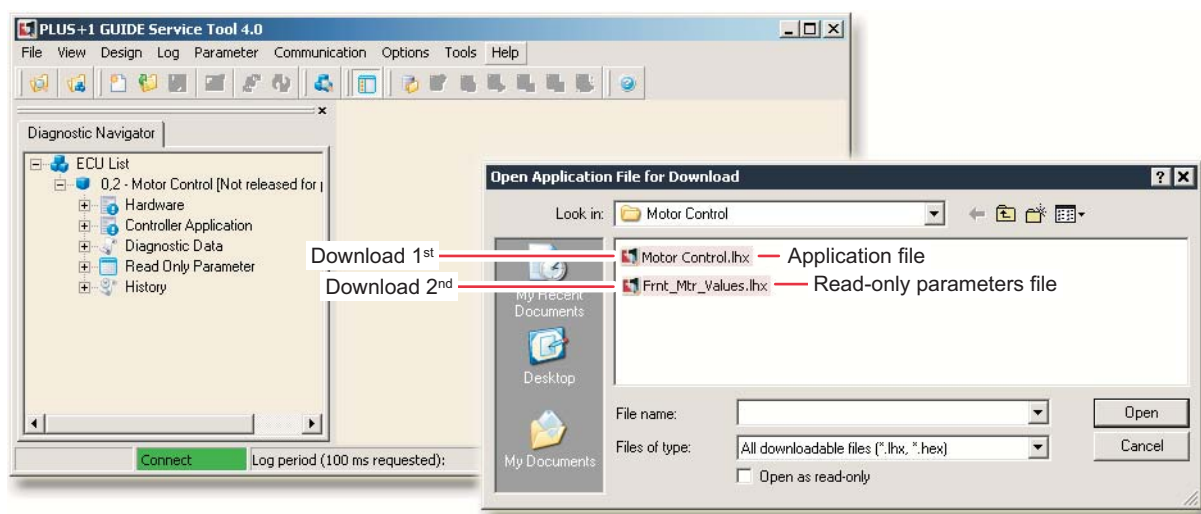 PLUS+1 GUIDE Service Tool 4.0
File View Design Log Parameter Communication Options Tools Help
Diagnostic Navigator
ECU List
0,2 - Motor Control [Not released for
Hardware
Controller Application
Diagnostic Data
Read Only Parameter
History
Connect
Log period (100 ms requested):
Open Application File for Download
Look in:
Motor Control
Download 1st
Motor Control.lhx
Application file
Download 2nd
Frnt_Mtr_Values.lhx
Read-only parameters file
My Recent
Documents
Desktop
My Documents
File name:
Open
Files of type:
All downloadable files (*.lhx, *.hex)
Cancel
Open as read-only